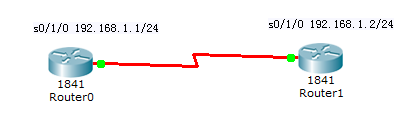 s0/1/0 192.168.1.1/24
s0/1/0 192.168.1.2/24
1841
Router0
1841
Router1